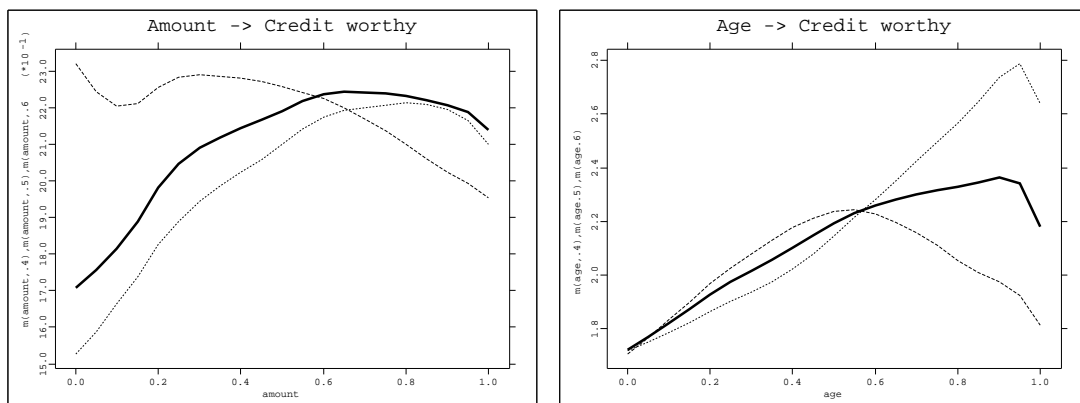 Amount -> Credit worthy
m(amount,.4),m(amount,.5),m(amount,.6 (*10⁻¹)
23.0
22.0
21.0
20.0
19.0
18.0
17.0
16.0
15.0
0.0 0.2 0.4 0.6 0.8 1.0
amount
Age -> Credit worthy
m(age,.4),m(age.5),m(age.6)
2.8
2.6
2.4
2.2
2.0
1.8
0.0 0.2 0.4 0.6 0.8 1.0
age